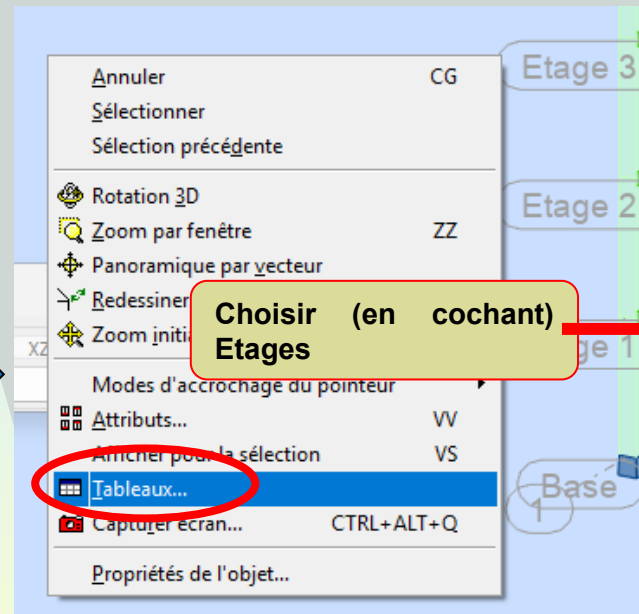 Annuler CG
Etage 3
Sélectionner
Sélection précédente
Rotation 3D
Etage 2
Zoom par fenêtre ZZ
Panoramique par vecteur
Redessiner
Choisir (en cochant)
Etages
XZ
Zoom
ge 1
Modes d'accrochage du pointeur
Attributs... VV
Afficher pour la sélection VS
Tableaux...
Base
1
Capturer écran... CTRL+ALT+Q
Propriétés de l'objet...